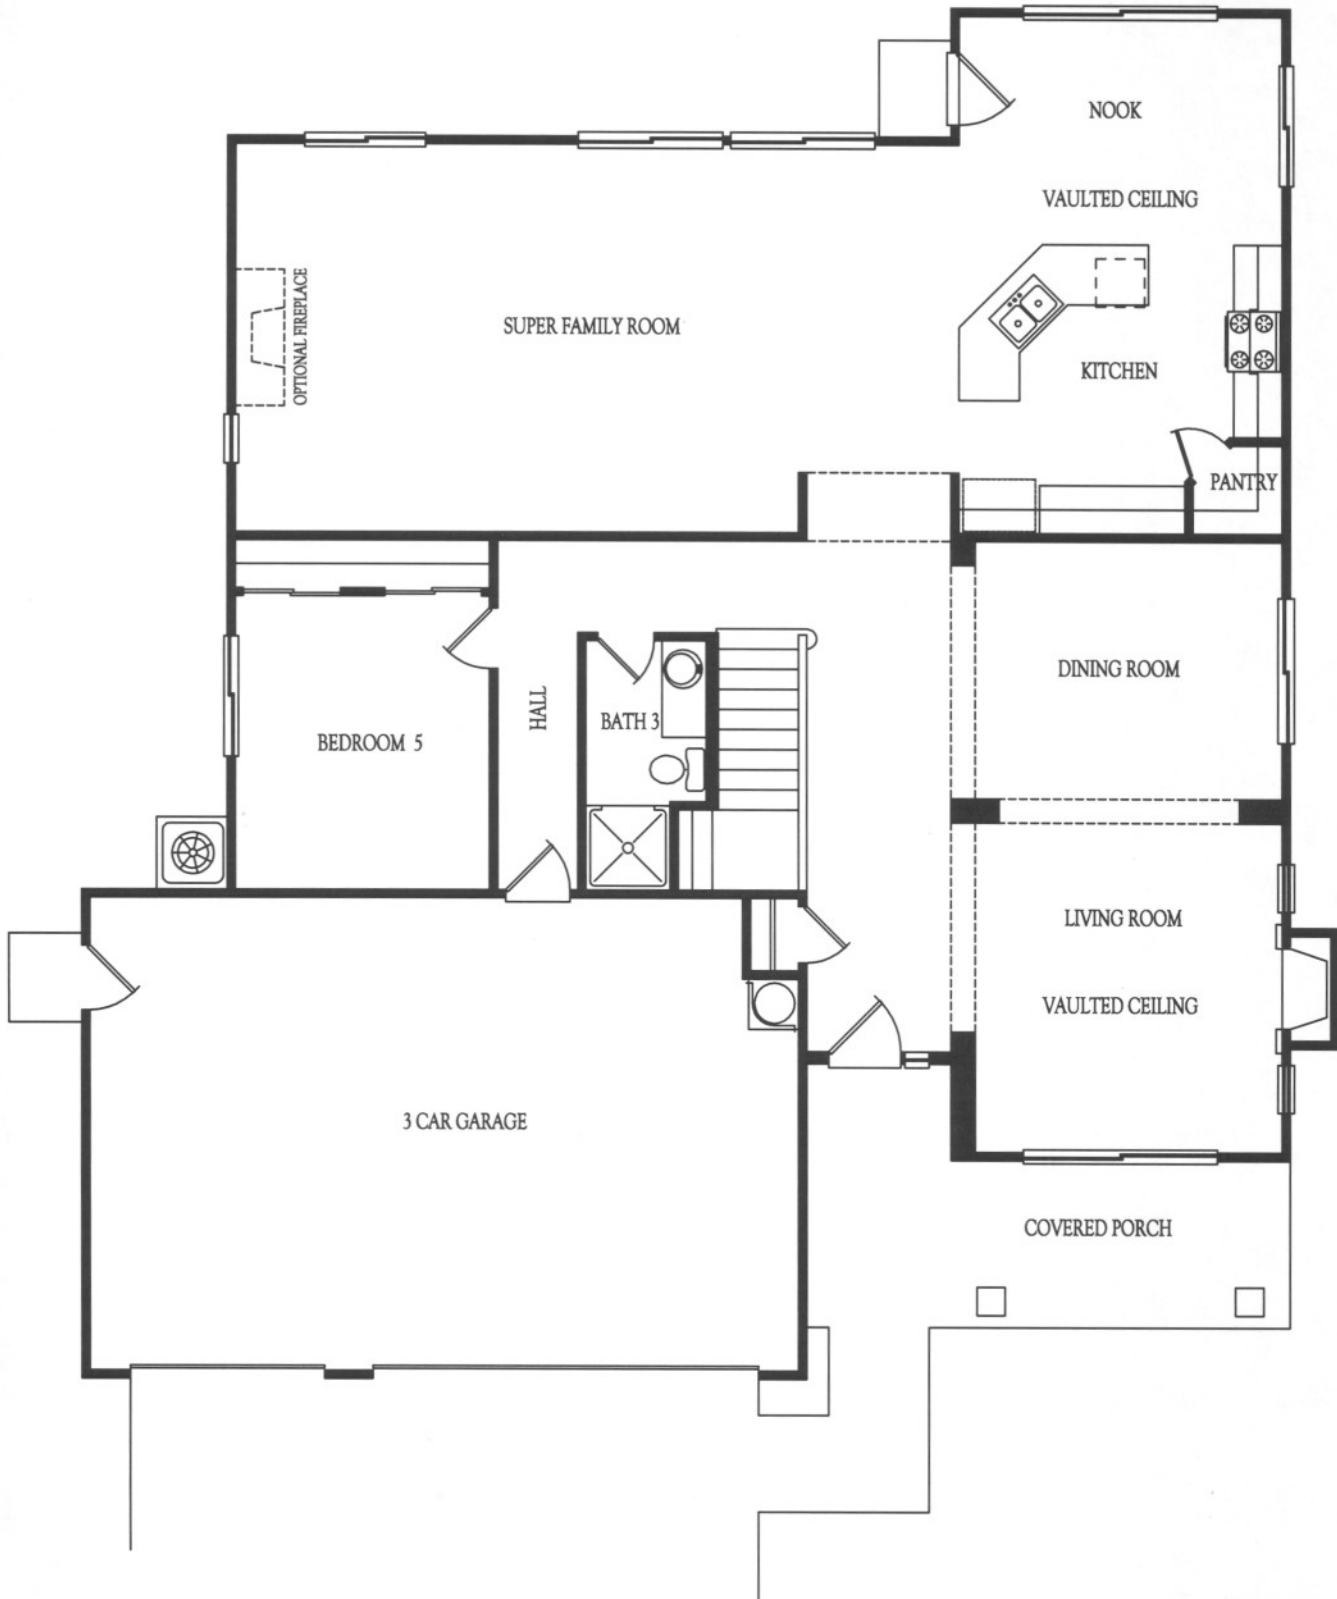 NOOK
VAULTED CEILING
OPTIONAL FIREPLACE
SUPER FAMILY ROOM
KITCHEN
PANTRY
DINING ROOM
HALL
BATH 3
BEDROOM 5
LIVING ROOM
VAULTED CEILING
3 CAR GARAGE
COVERED PORCH